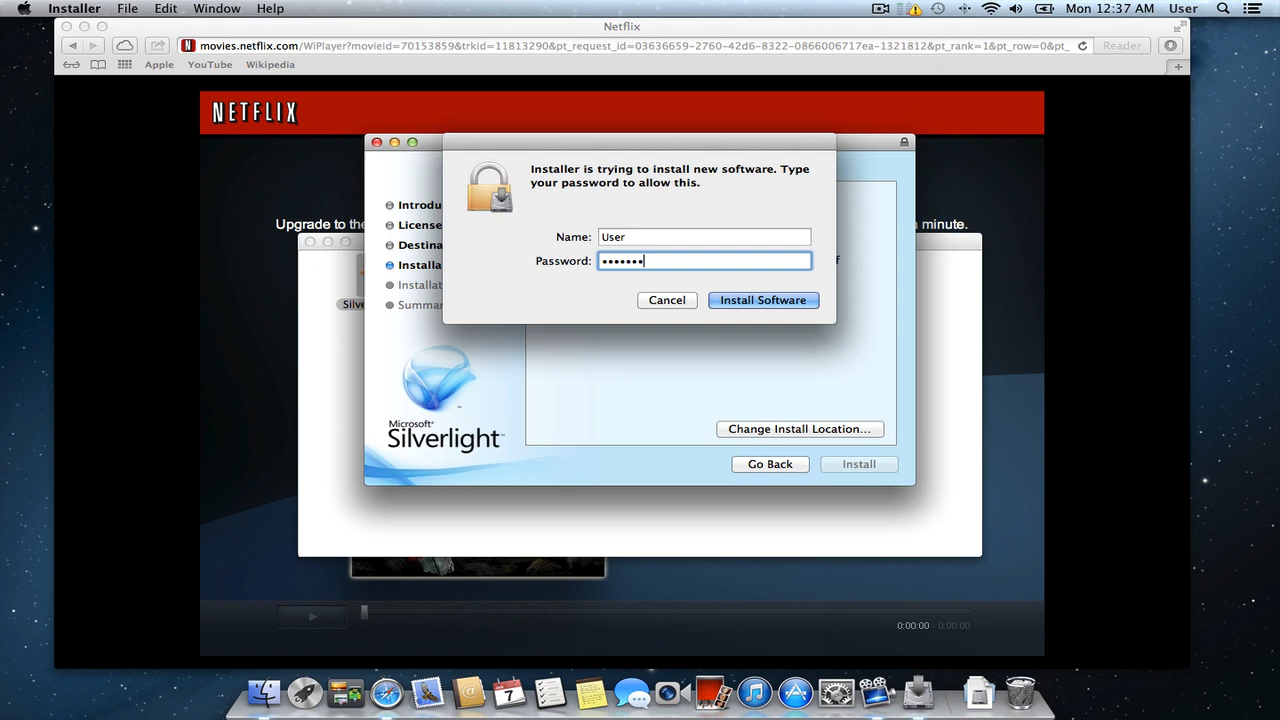 Installer File Edit Window Help
Mon 12:37 AM User
Netflix
movies.netflix.com/WiPlayer?movieid=70153859&trkid=11813290&pt_request_id=03636659-2760-42d6-8322-0866006717ea-1321812&pt_rank=1&pt_row=0&pt_
Reader
Apple YouTube Wikipedia
NETFLIX
Installer is trying to install new software. Type
your password to allow this.
Introdu
License
Upgrade to the
minute.
Name: User
Destina
Password: •••••••
Installa
f
Installat
Cancel Install Software
Silve
Summar
Microsoft®
Silverlight™
Change Install Location...
Go Back Install
0:00:00 - 0:00:00
7